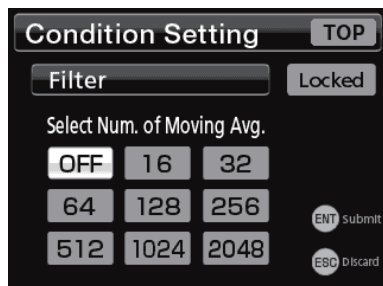 Condition Setting TOP
Filter Locked
Select Num. of Moving Avg.
OFF 16 32
64 128 256
ENT Submit
512 1024 2048
ESC Discard